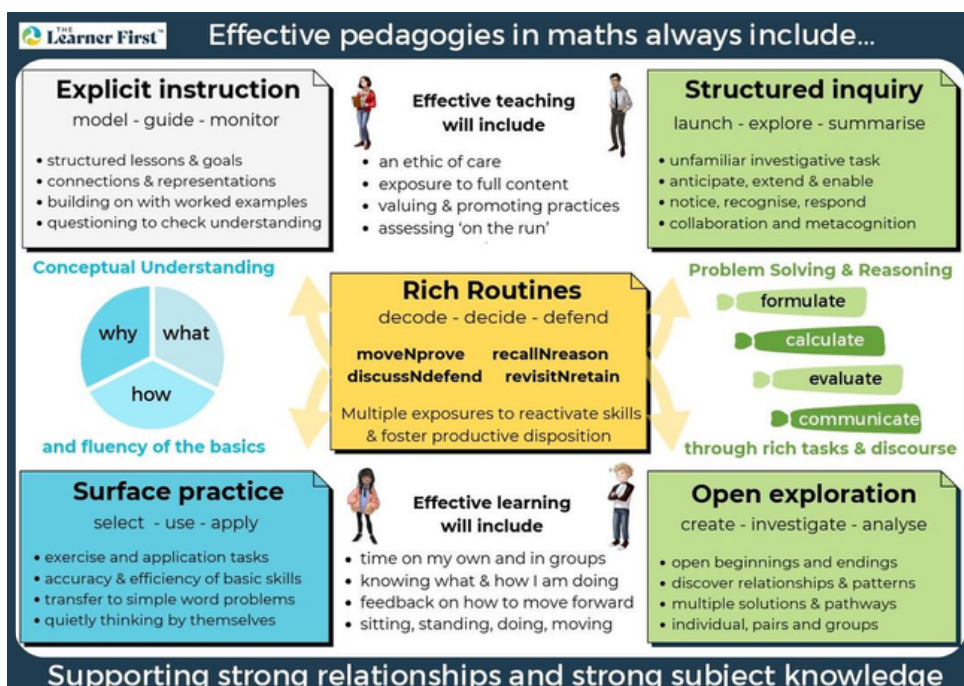 THE
Learner First™
Effective pedagogies in maths always include...
Explicit instruction
model - guide - monitor
• structured lessons & goals
• connections & representations
• building on with worked examples
• questioning to check understanding
Effective teaching
will include
• an ethic of care
• exposure to full content
• valuing & promoting practices
• assessing ‘on the run’
Structured inquiry
launch - explore - summarise
• unfamiliar investigative task
• anticipate, extend & enable
• notice, recognise, respond
• collaboration and metacognition
Conceptual Understanding
why
what
how
and fluency of the basics
Rich Routines
decode - decide - defend
moveNprove recallNreason
discussNdefend revisitNretain
Multiple exposures to reactivate skills
& foster productive disposition
Problem Solving & Reasoning
formulate
calculate
evaluate
communicate
through rich tasks & discourse
Surface practice
select - use - apply
• exercise and application tasks
• accuracy & efficiency of basic skills
• transfer to simple word problems
• quietly thinking by themselves
Effective learning
will include
• time on my own and in groups
• knowing what & how I am doing
• feedback on how to move forward
• sitting, standing, doing, moving
Open exploration
create - investigate - analyse
• open beginnings and endings
• discover relationships & patterns
• multiple solutions & pathways
• individual, pairs and groups
Supporting strong relationships and strong subject knowledge